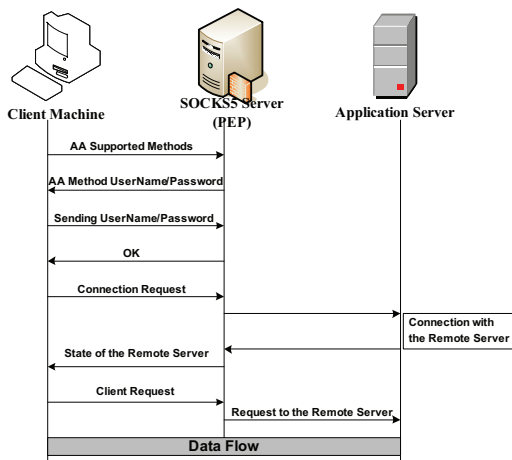 Client Machine
SOCKS5 Server
(PEP)
Application Server
AA Supported Methods
AA Method UserName/Password
Sending UserName/Password
OK
Connection Request
Connection with
the Remote Server
State of the Remote Server
Client Request
Request to the Remote Server
Data Flow